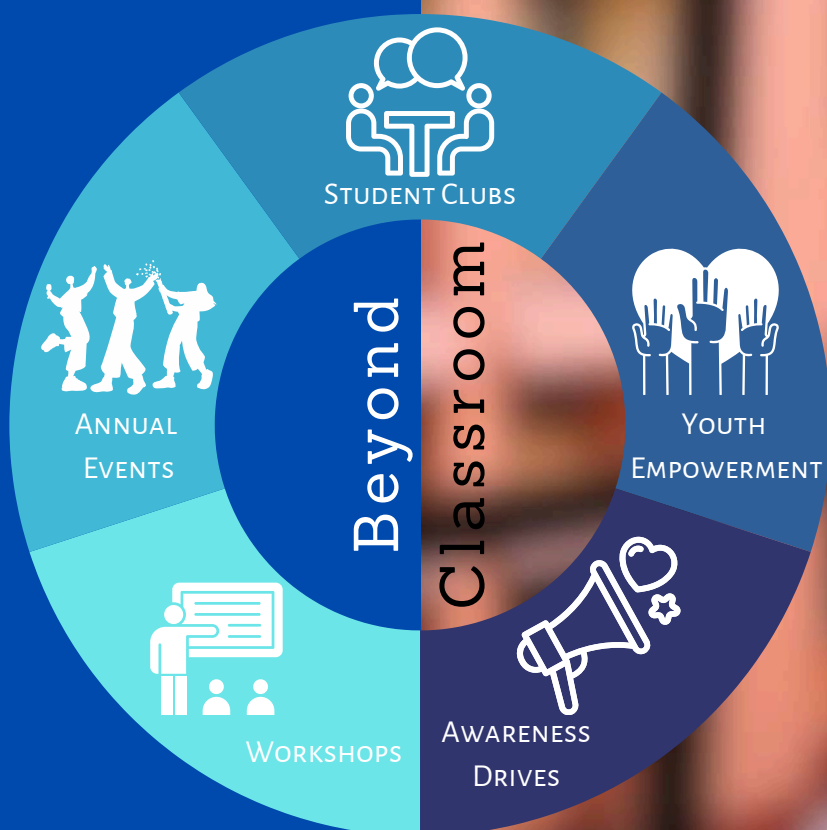 Student Clubs
Beyond
Classroom
Annual
Events
Youth
Empowerment
Workshops
Awareness
Drives